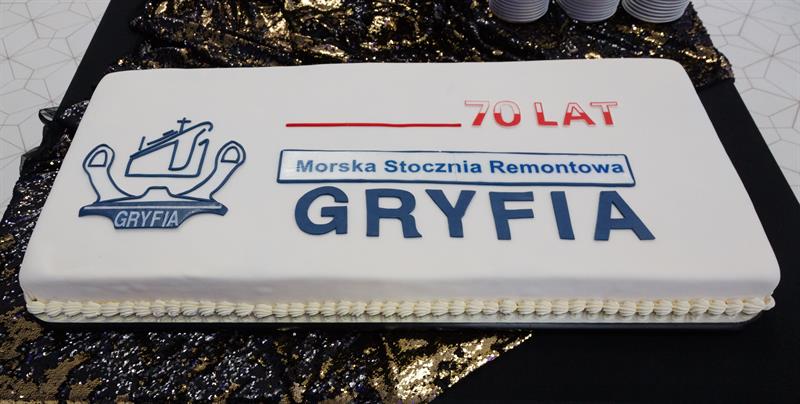 70 LAT
Morska Stocznia Remontowa
GRYFIA
GRYFIA